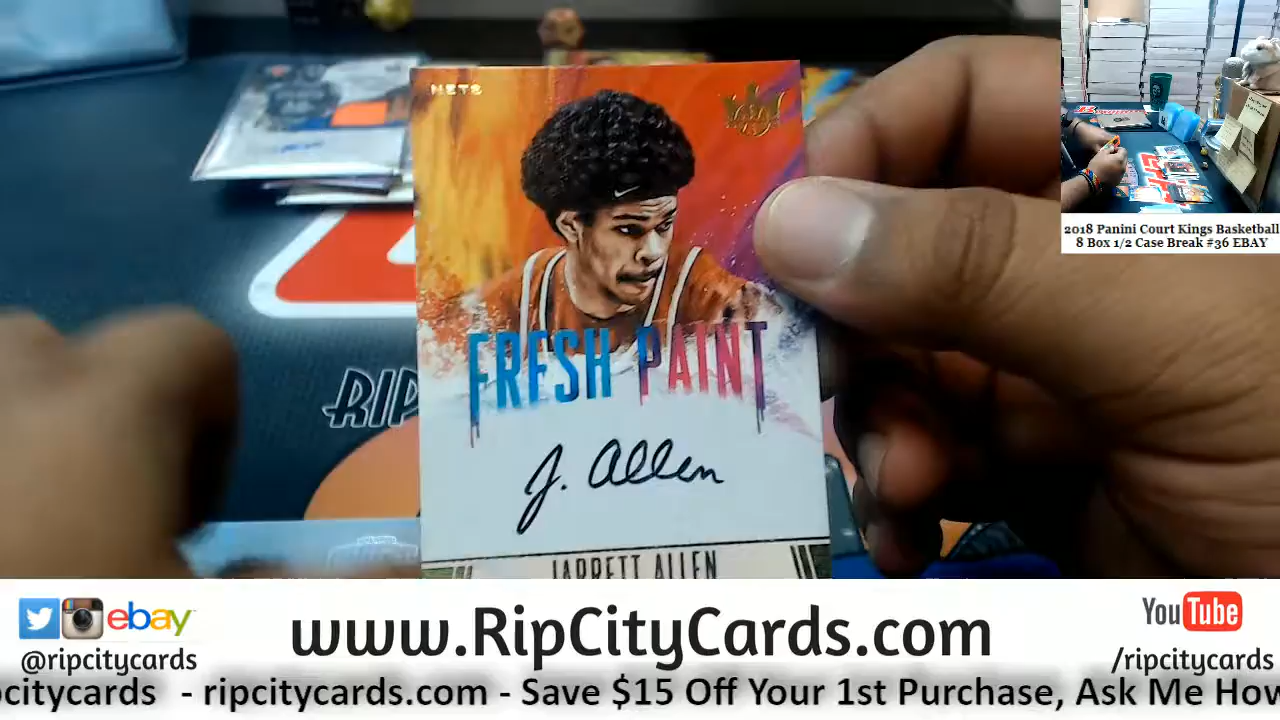 NETS
FRESH PAINT
J. Allen
JARRETT ALLEN
RIP
2018 Panini Court Kings Basketball
8 Box 1/2 Case Break #36 EBAY
ebay
@ripcitycards
www.RipCityCards.com
YouTube
/ripcitycards
citycards - ripcitycards.com - Save $15 Off Your 1st Purchase, Ask Me How